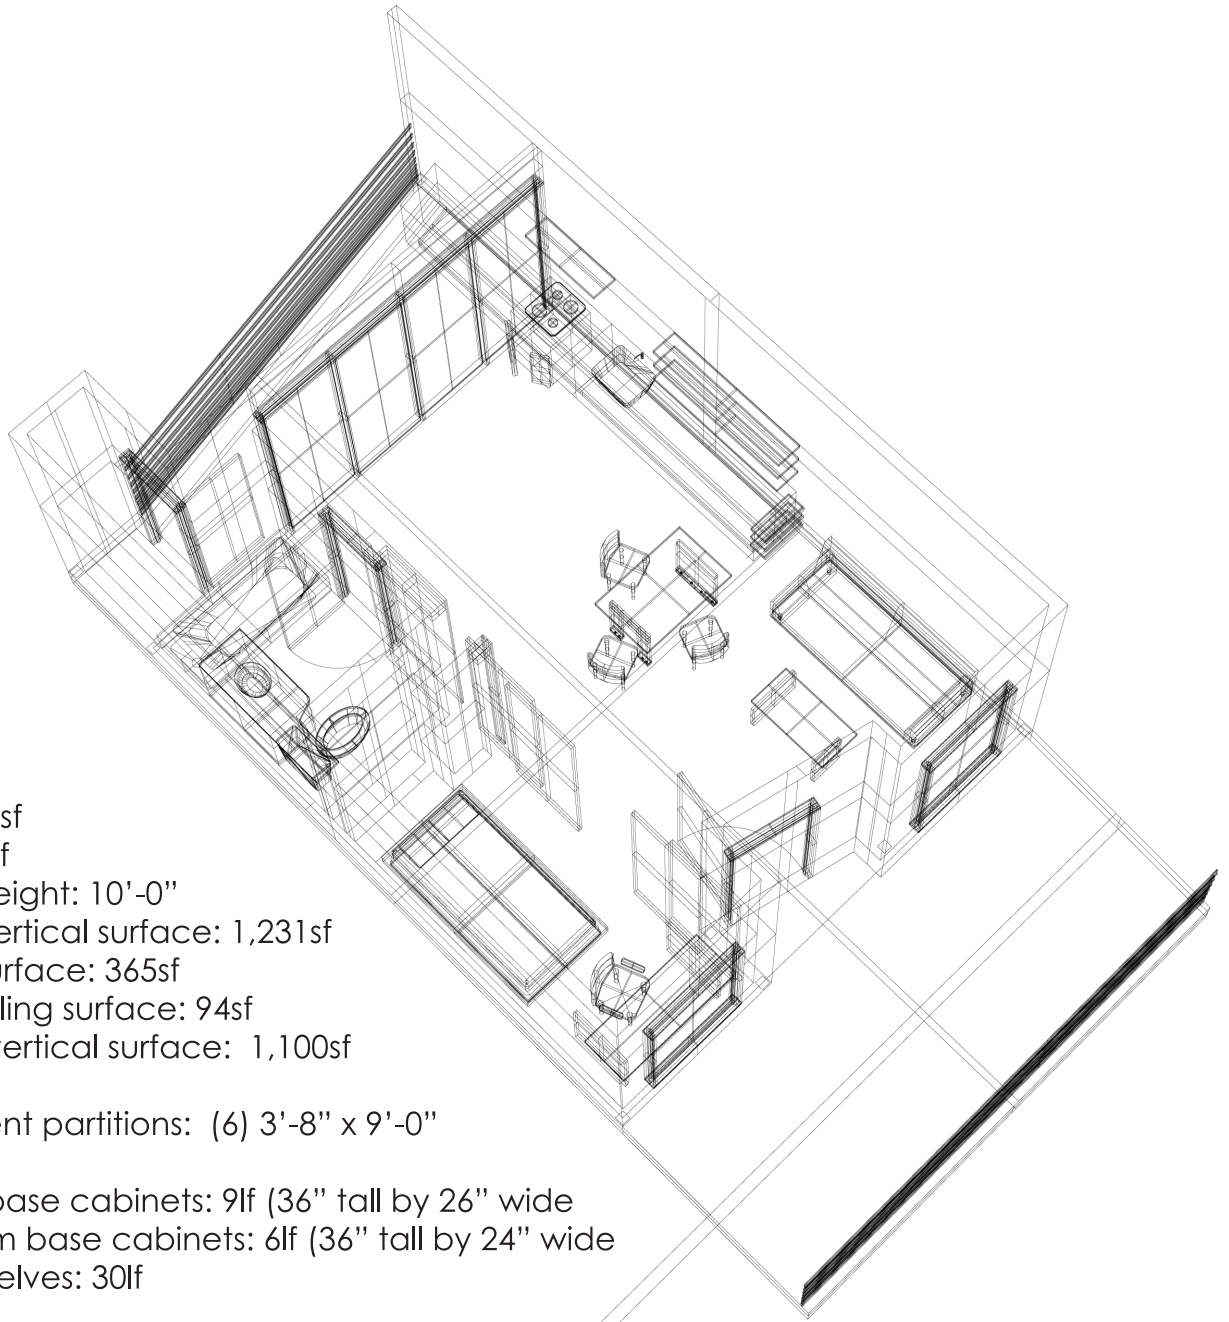 sf
f
eight: 10’-0”
ertical surface: 1,231sf
urface: 365sf
ling surface: 94sf
vertical surface:  1,100sf
ent partitions:  (6) 3’-8” x 9’-0”
base cabinets: 9lf (36” tall by 26” wide
m base cabinets: 6lf (36” tall by 24” wide
elves: 30lf